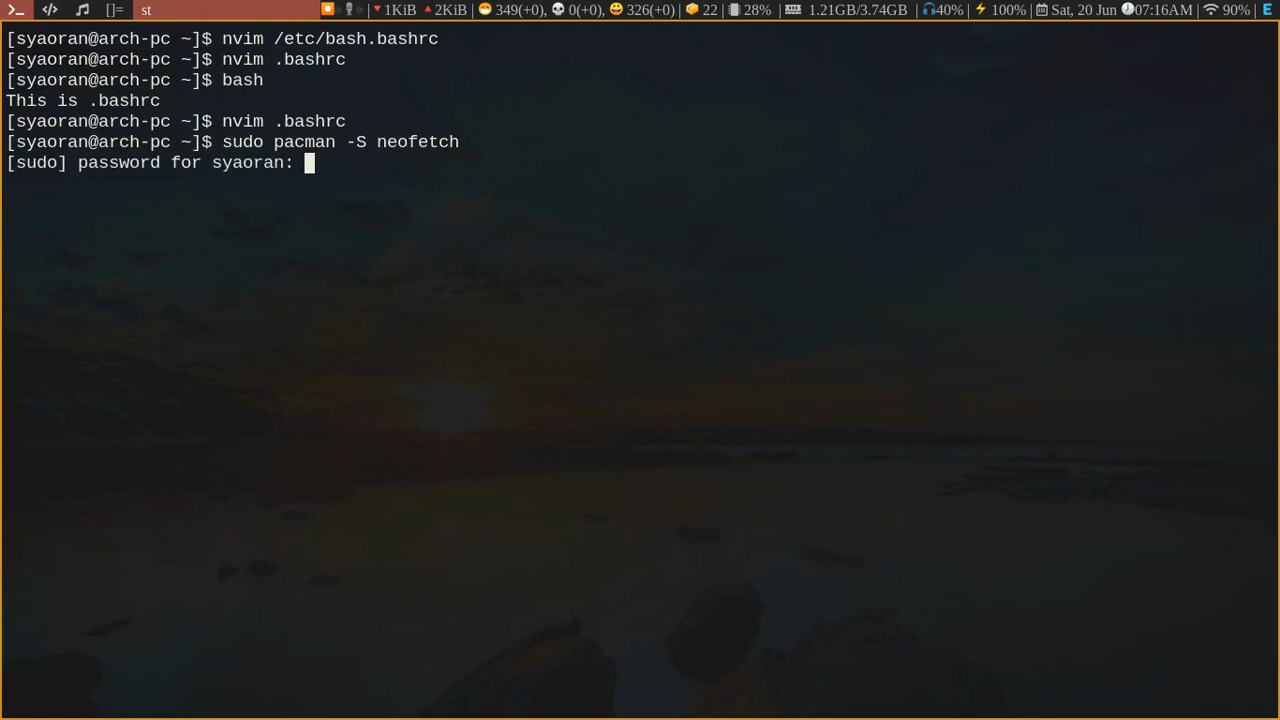 []= st 1KiB 2KiB 349(+0), 0(+0), 326(+0) | 22 | 28% | 1.21GB/3.74GB | 40% | 100% | Sat, 20 Jun 07:16AM | 90% | E
[syaoran@arch-pc ~]$ nvim /etc/bash.bashrc
[syaoran@arch-pc ~]$ nvim .bashrc
[syaoran@arch-pc ~]$ bash
This is .bashrc
[syaoran@arch-pc ~]$ nvim .bashrc
[syaoran@arch-pc ~]$ sudo pacman -S neofetch
[sudo] password for syaoran: